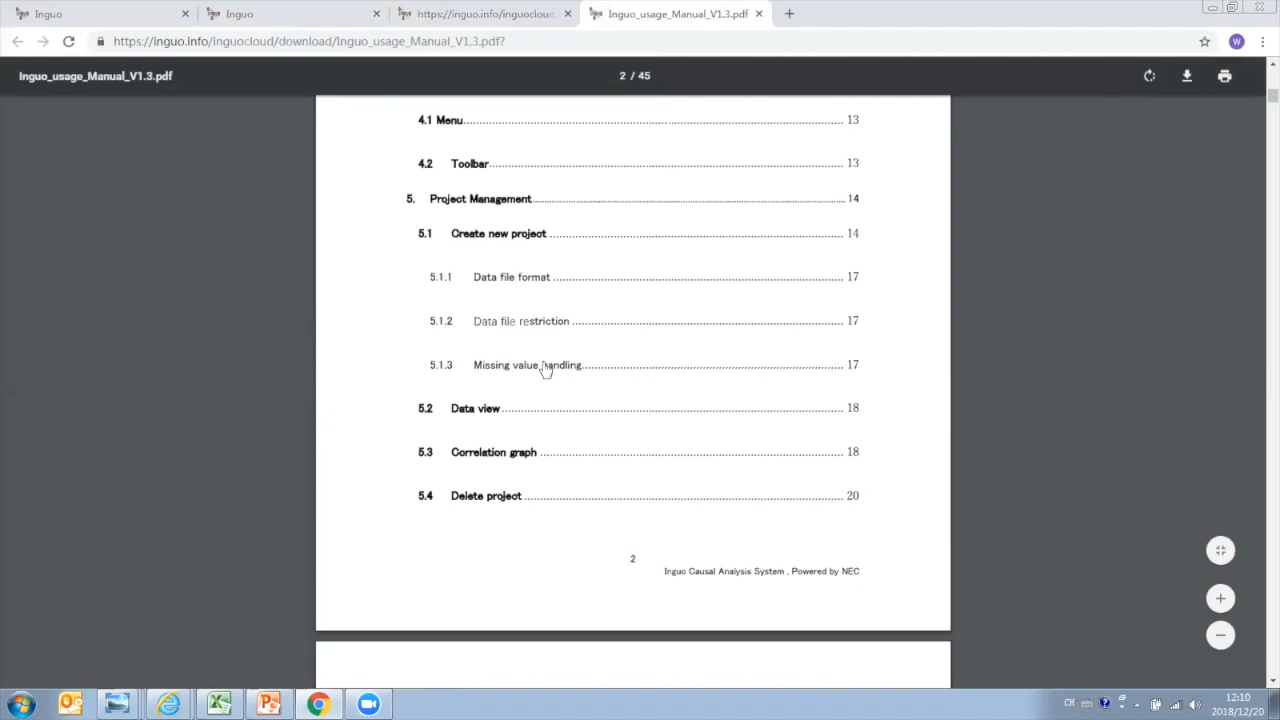 Inguo
Inguo
https://inguo.info/inguocloud
Inguo_usage_Manual_V1.3.pdf
https://inguo.info/inguocloud/download/Inguo_usage_Manual_V1.3.pdf?
W
Inguo_usage_Manual_V1.3.pdf
2 / 45
4.1 Menu 13
4.2 Toolbar 13
5. Project Management 14
5.1 Create new project 14
5.1.1 Data file format 17
5.1.2 Data file restriction 17
5.1.3 Missing value handling 17
5.2 Data view 18
5.3 Correlation graph 18
5.4 Delete project 20
2
Inguo Causal Analysis System , Powered by NEC
CH
12:10
2018/12/20